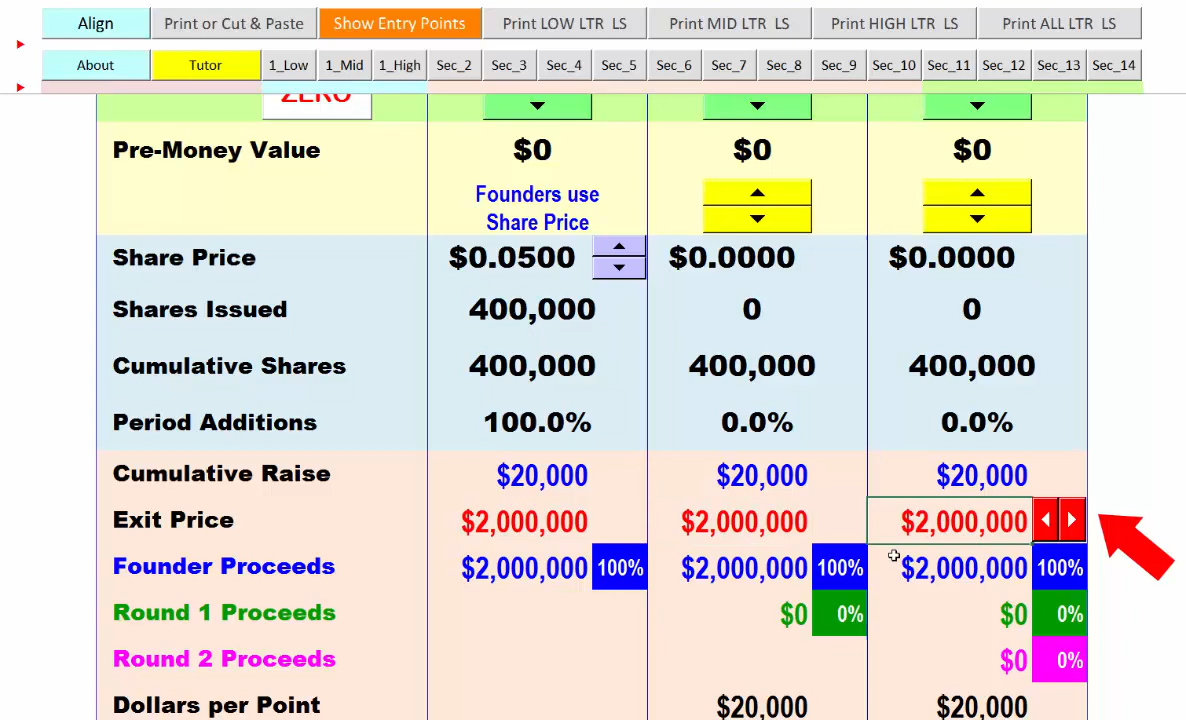 Align Print or Cut & Paste Show Entry Points Print LOW LTR LS Print MID LTR LS Print HIGH LTR LS Print ALL LTR LS
About Tutor 1_Low 1_Mid 1_High Sec_2 Sec_3 Sec_4 Sec_5 Sec_6 Sec_7 Sec_8 Sec_9 Sec_10 Sec_11 Sec_12 Sec_13 Sec_14
ZERO
Pre-Money Value $0 $0 $0
Founders use
Share Price
Share Price $0.0500 $0.0000 $0.0000
Shares Issued 400,000 0 0
Cumulative Shares 400,000 400,000 400,000
Period Additions 100.0% 0.0% 0.0%
Cumulative Raise $20,000 $20,000 $20,000
Exit Price $2,000,000 $2,000,000 $2,000,000
Founder Proceeds $2,000,000 100% $2,000,000 100% $2,000,000 100%
Round 1 Proceeds $0 0% $0 0%
Round 2 Proceeds $0 0%
Dollars per Point $20,000 $20,000